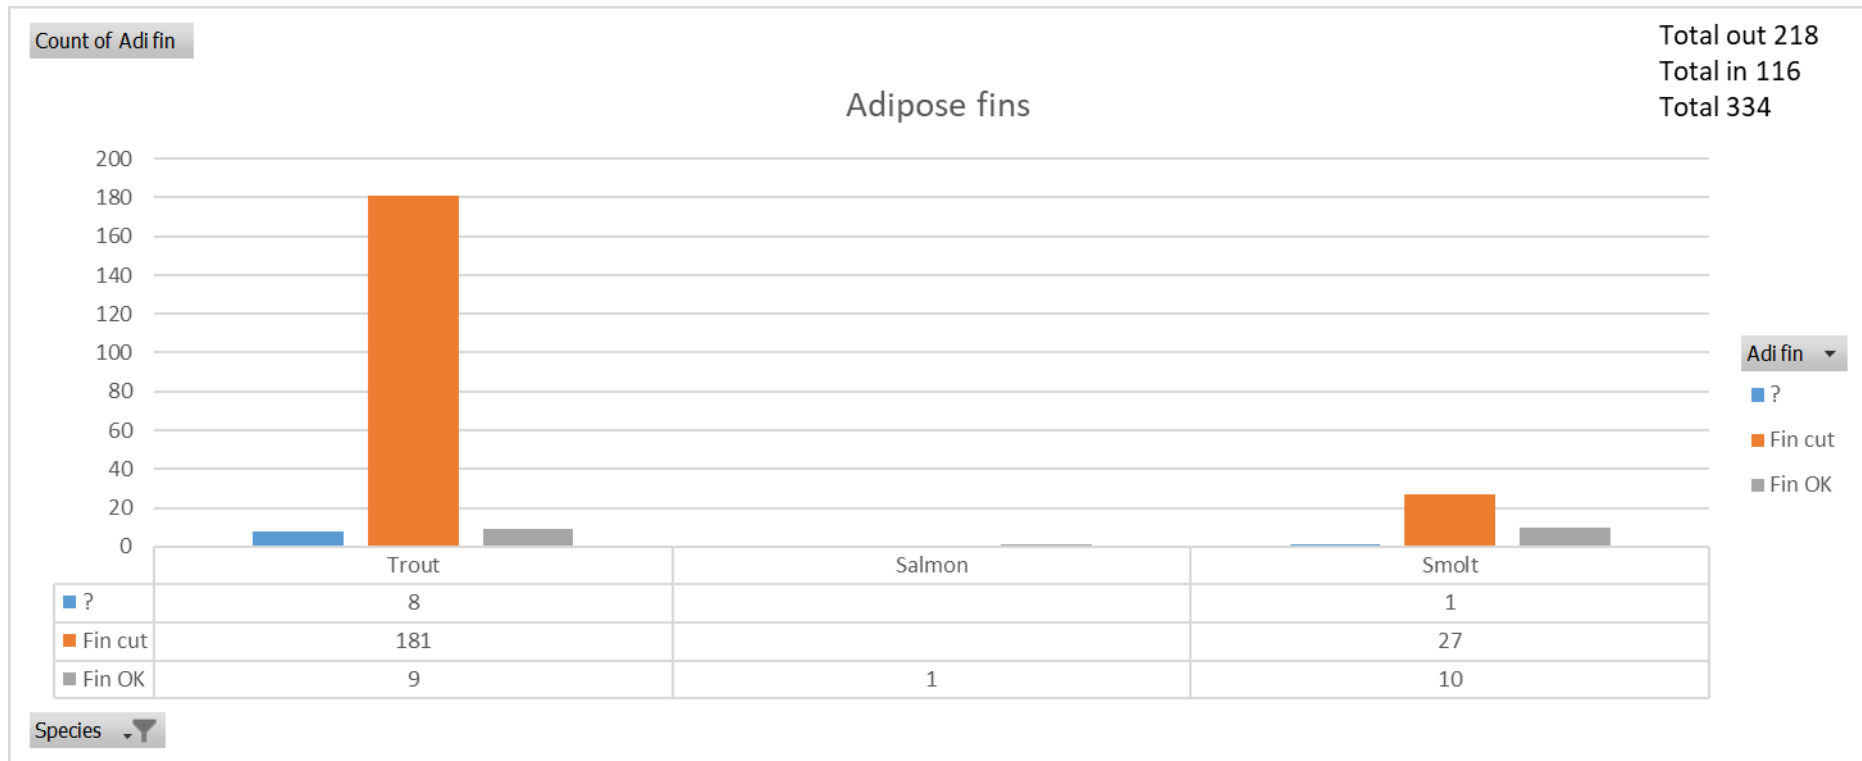 Count of Adi fin
Total out 218
Total in 116
Total 334
Adipose fins
200
180
160
140
120
100
80
60
40
20
0
Adi fin
?
Fin cut
Fin OK
Trout Salmon Smolt
? 8 1
Fin cut 181 27
Fin OK 9 1 10
Species